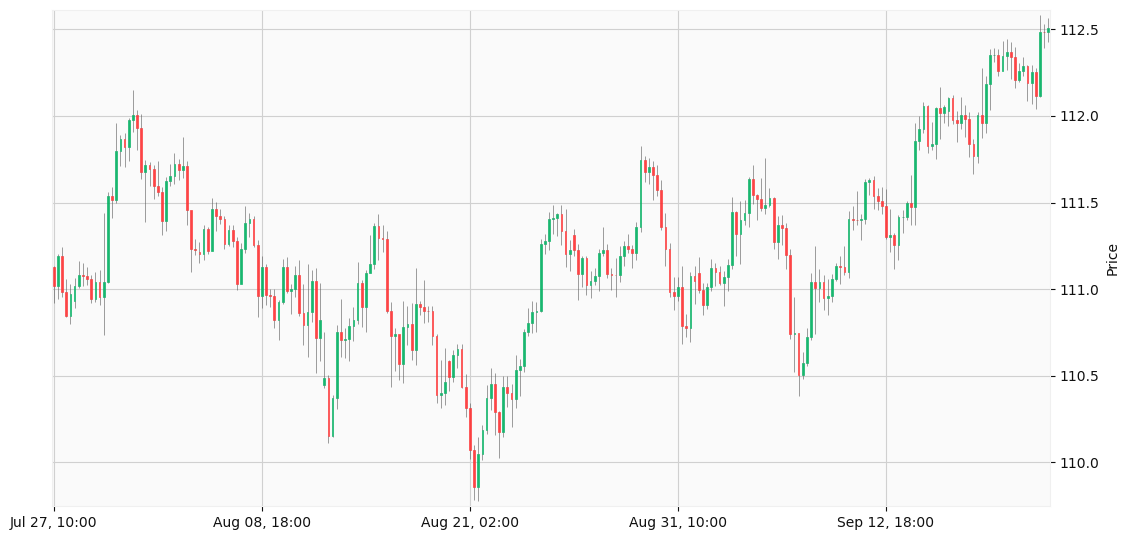 112.5
112.0
111.5
111.0
110.5
110.0
Price
Jul 27, 10:00
Aug 08, 18:00
Aug 21, 02:00
Aug 31, 10:00
Sep 12, 18:00